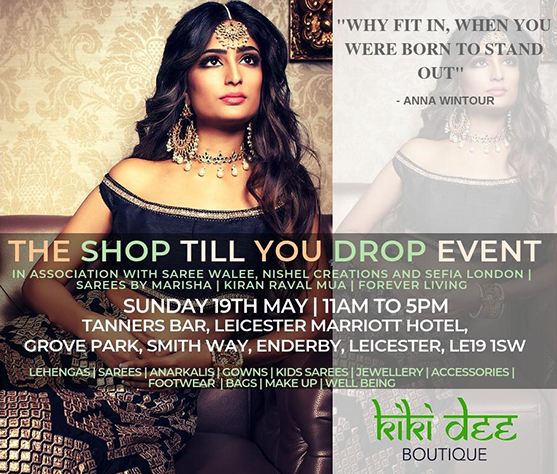 "WHY FIT IN, WHEN YOU
WERE BORN TO STAND
OUT"
- ANNA WINTOUR
THE SHOP TILL YOU DROP EVENT
IN ASSOCIATION WITH SAREE WALEE, NISHEL CREATIONS AND SEFIA LONDON |
SAREES BY MARISHA | KIRAN RAVAL MUA | FOREVER LIVING
SUNDAY 19TH MAY | 11AM TO 5PM
TANNERS BAR, LEICESTER MARRIOTT HOTEL,
GROVE PARK, SMITH WAY, ENDERBY, LEICESTER, LE19 1SW
LEHENGAS | SAREES | ANARKALIS | GOWNS | KIDS SAREES | JEWELLERY | ACCESSORIES |
FOOTWEAR | BAGS | MAKE UP | WELL BEING
kiki dEE
BOUTIQUE